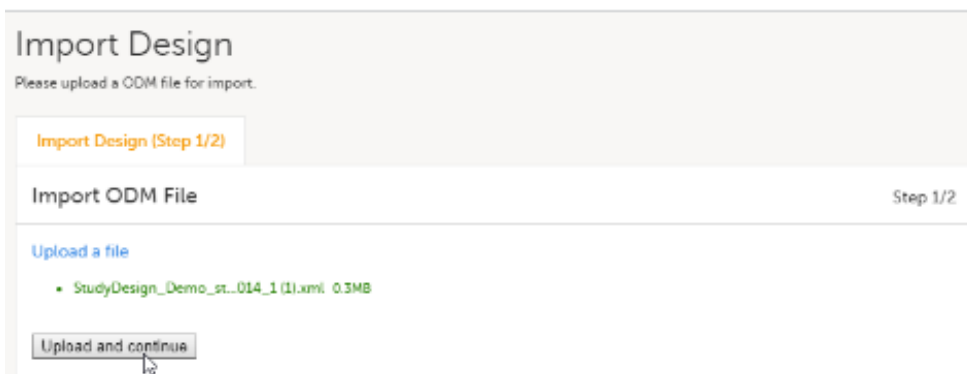 Import Design
Please upload a ODM file for import.
Import Design (Step 1/2)
Import ODM File Step 1/2
Upload a file
• StudyDesign_Demo_st...014_1 (1).xml 0.3MB
Upload and continue